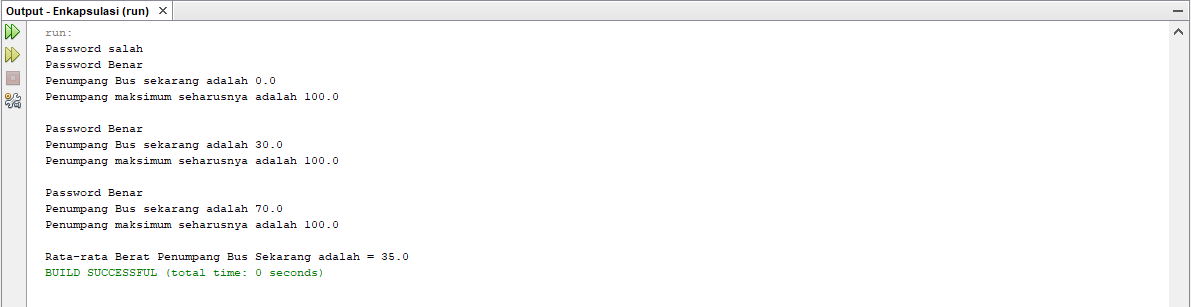 Output - Enkapsulasi (run)
run:
Password salah
Password Benar
Penumpang Bus sekarang adalah 0.0
Penumpang maksimum seharusnya adalah 100.0
Password Benar
Penumpang Bus sekarang adalah 30.0
Penumpang maksimum seharusnya adalah 100.0
Password Benar
Penumpang Bus sekarang adalah 70.0
Penumpang maksimum seharusnya adalah 100.0
Rata-rata Berat Penumpang Bus Sekarang adalah = 35.0
BUILD SUCCESSFUL (total time: 0 seconds)